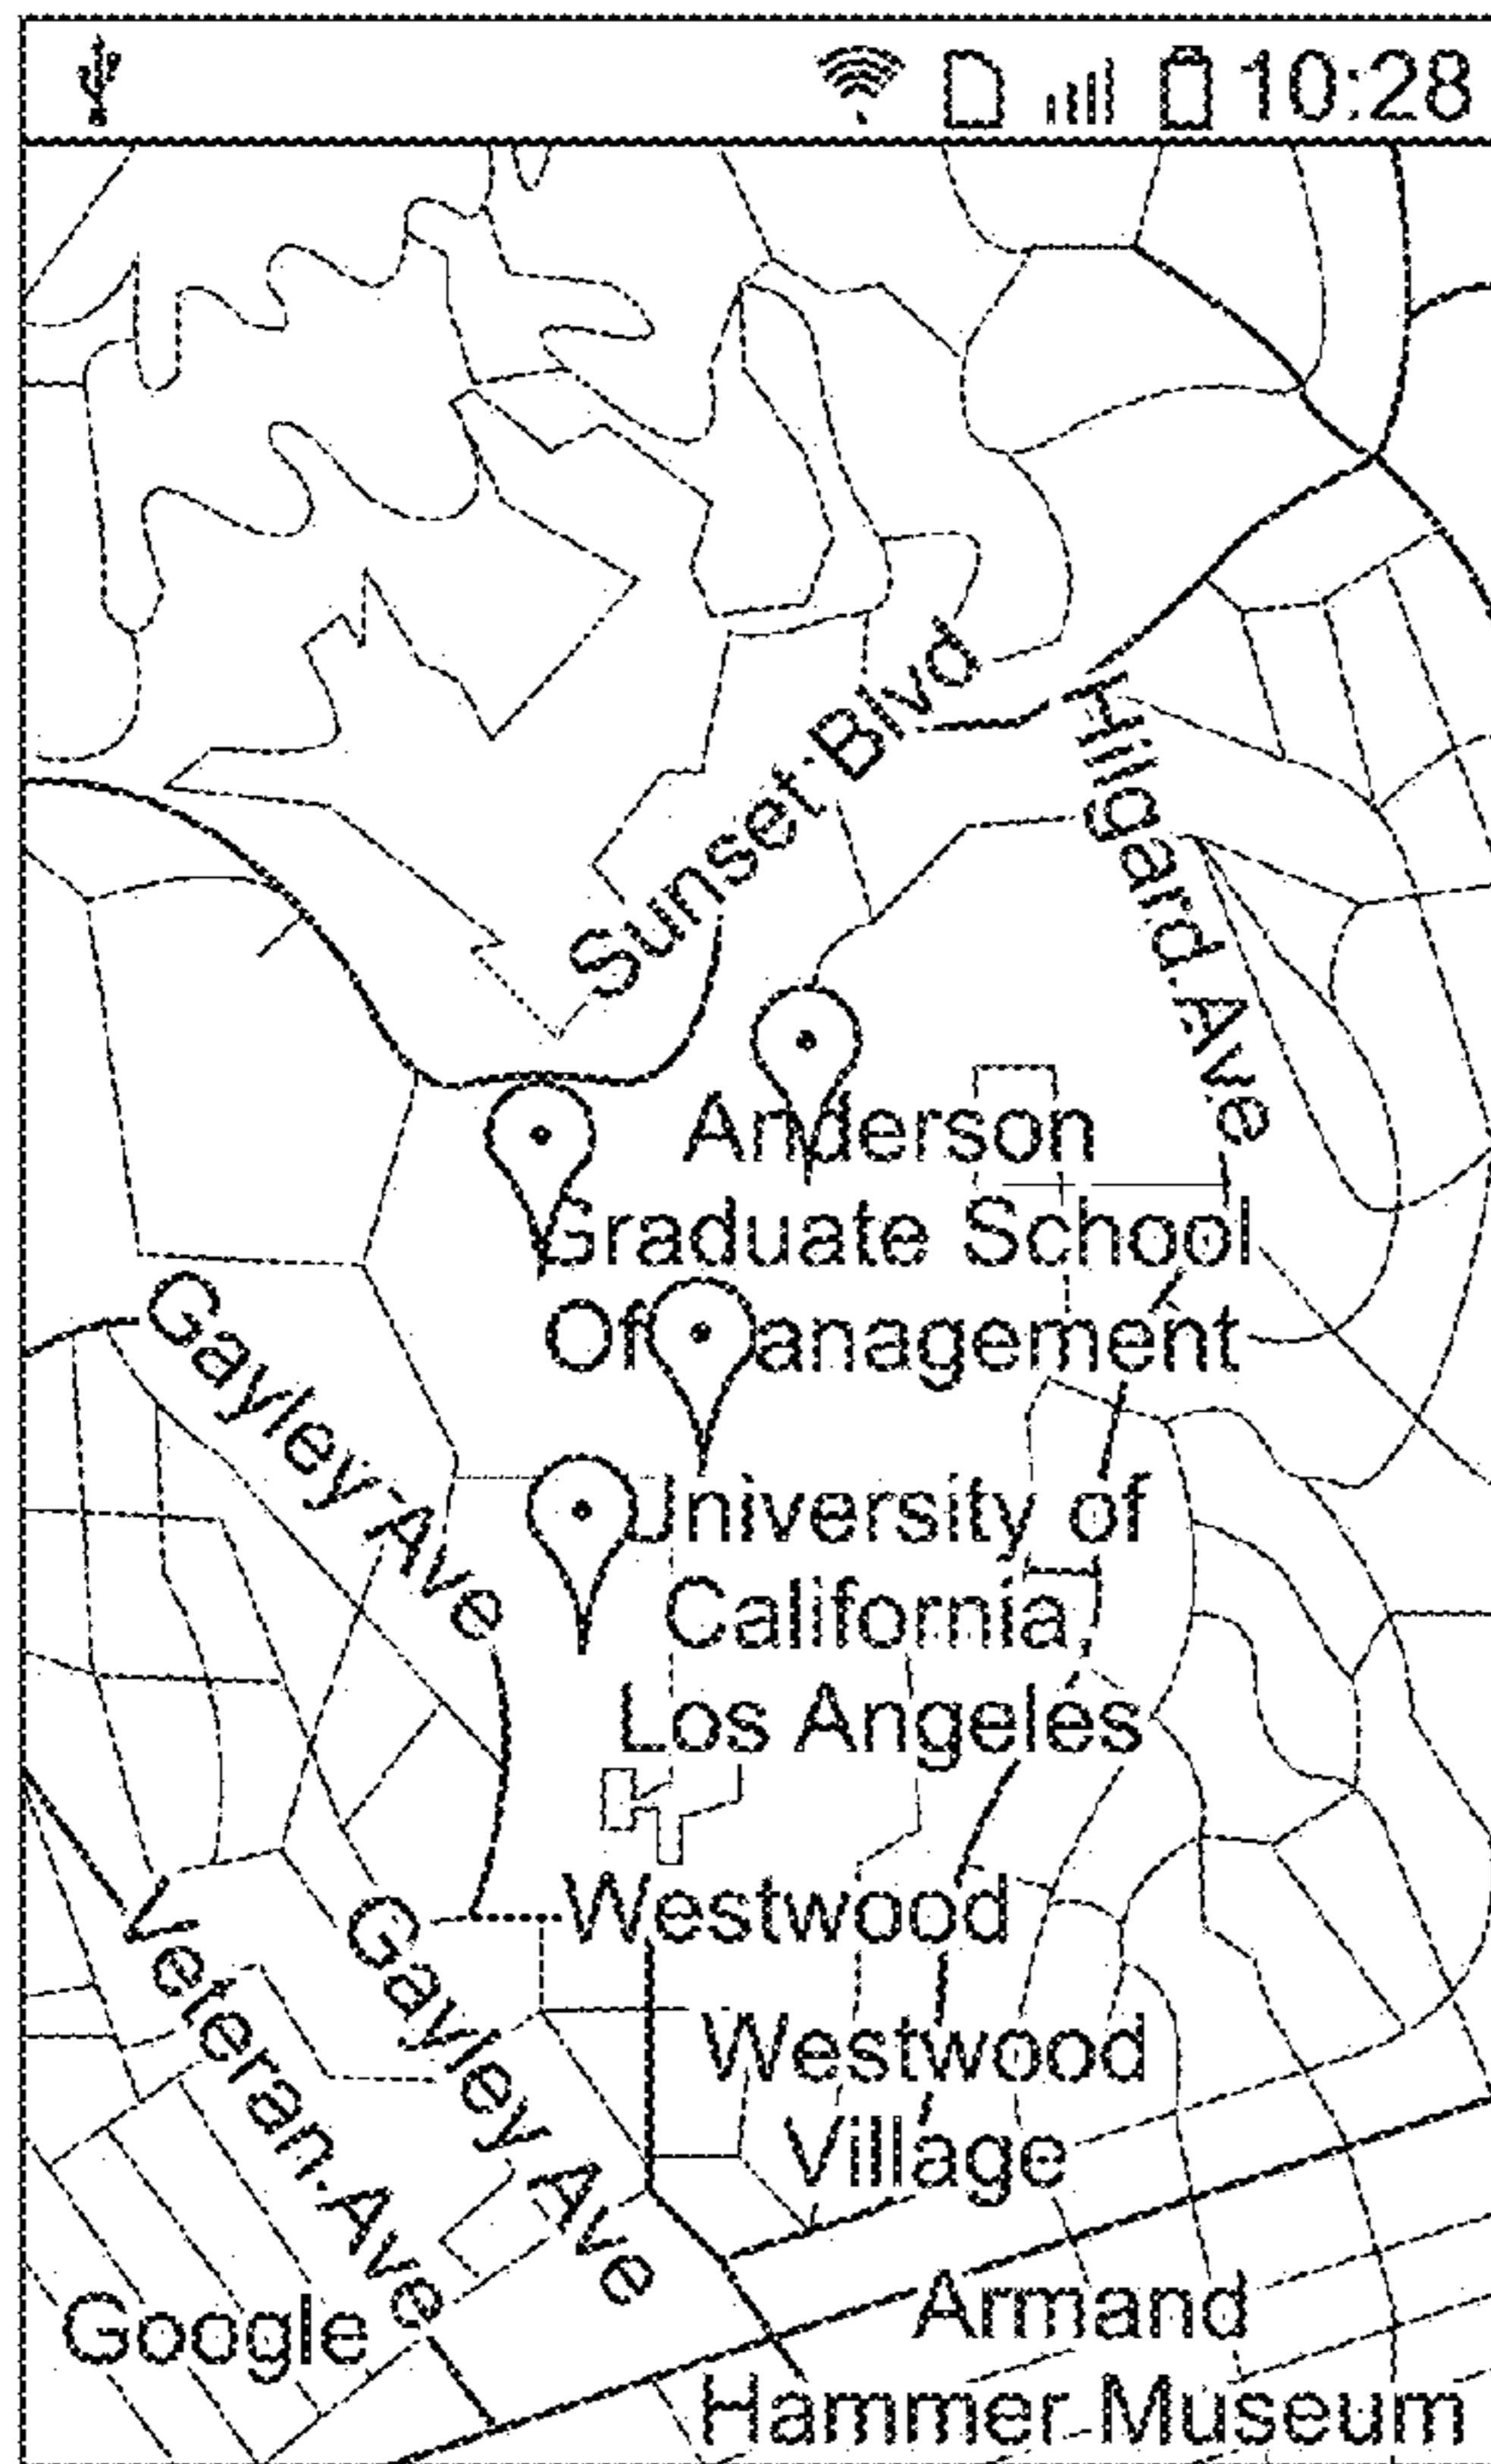 10:28
Sunset Blvd
Hilgard Ave
Anderson
Graduate School
Of Management
Gayley Ave
University of
California,
Los Angeles
Westwood
Veteran Ave
Gayley Ave
Westwood
Village
Google
Armand
Hammer Museum